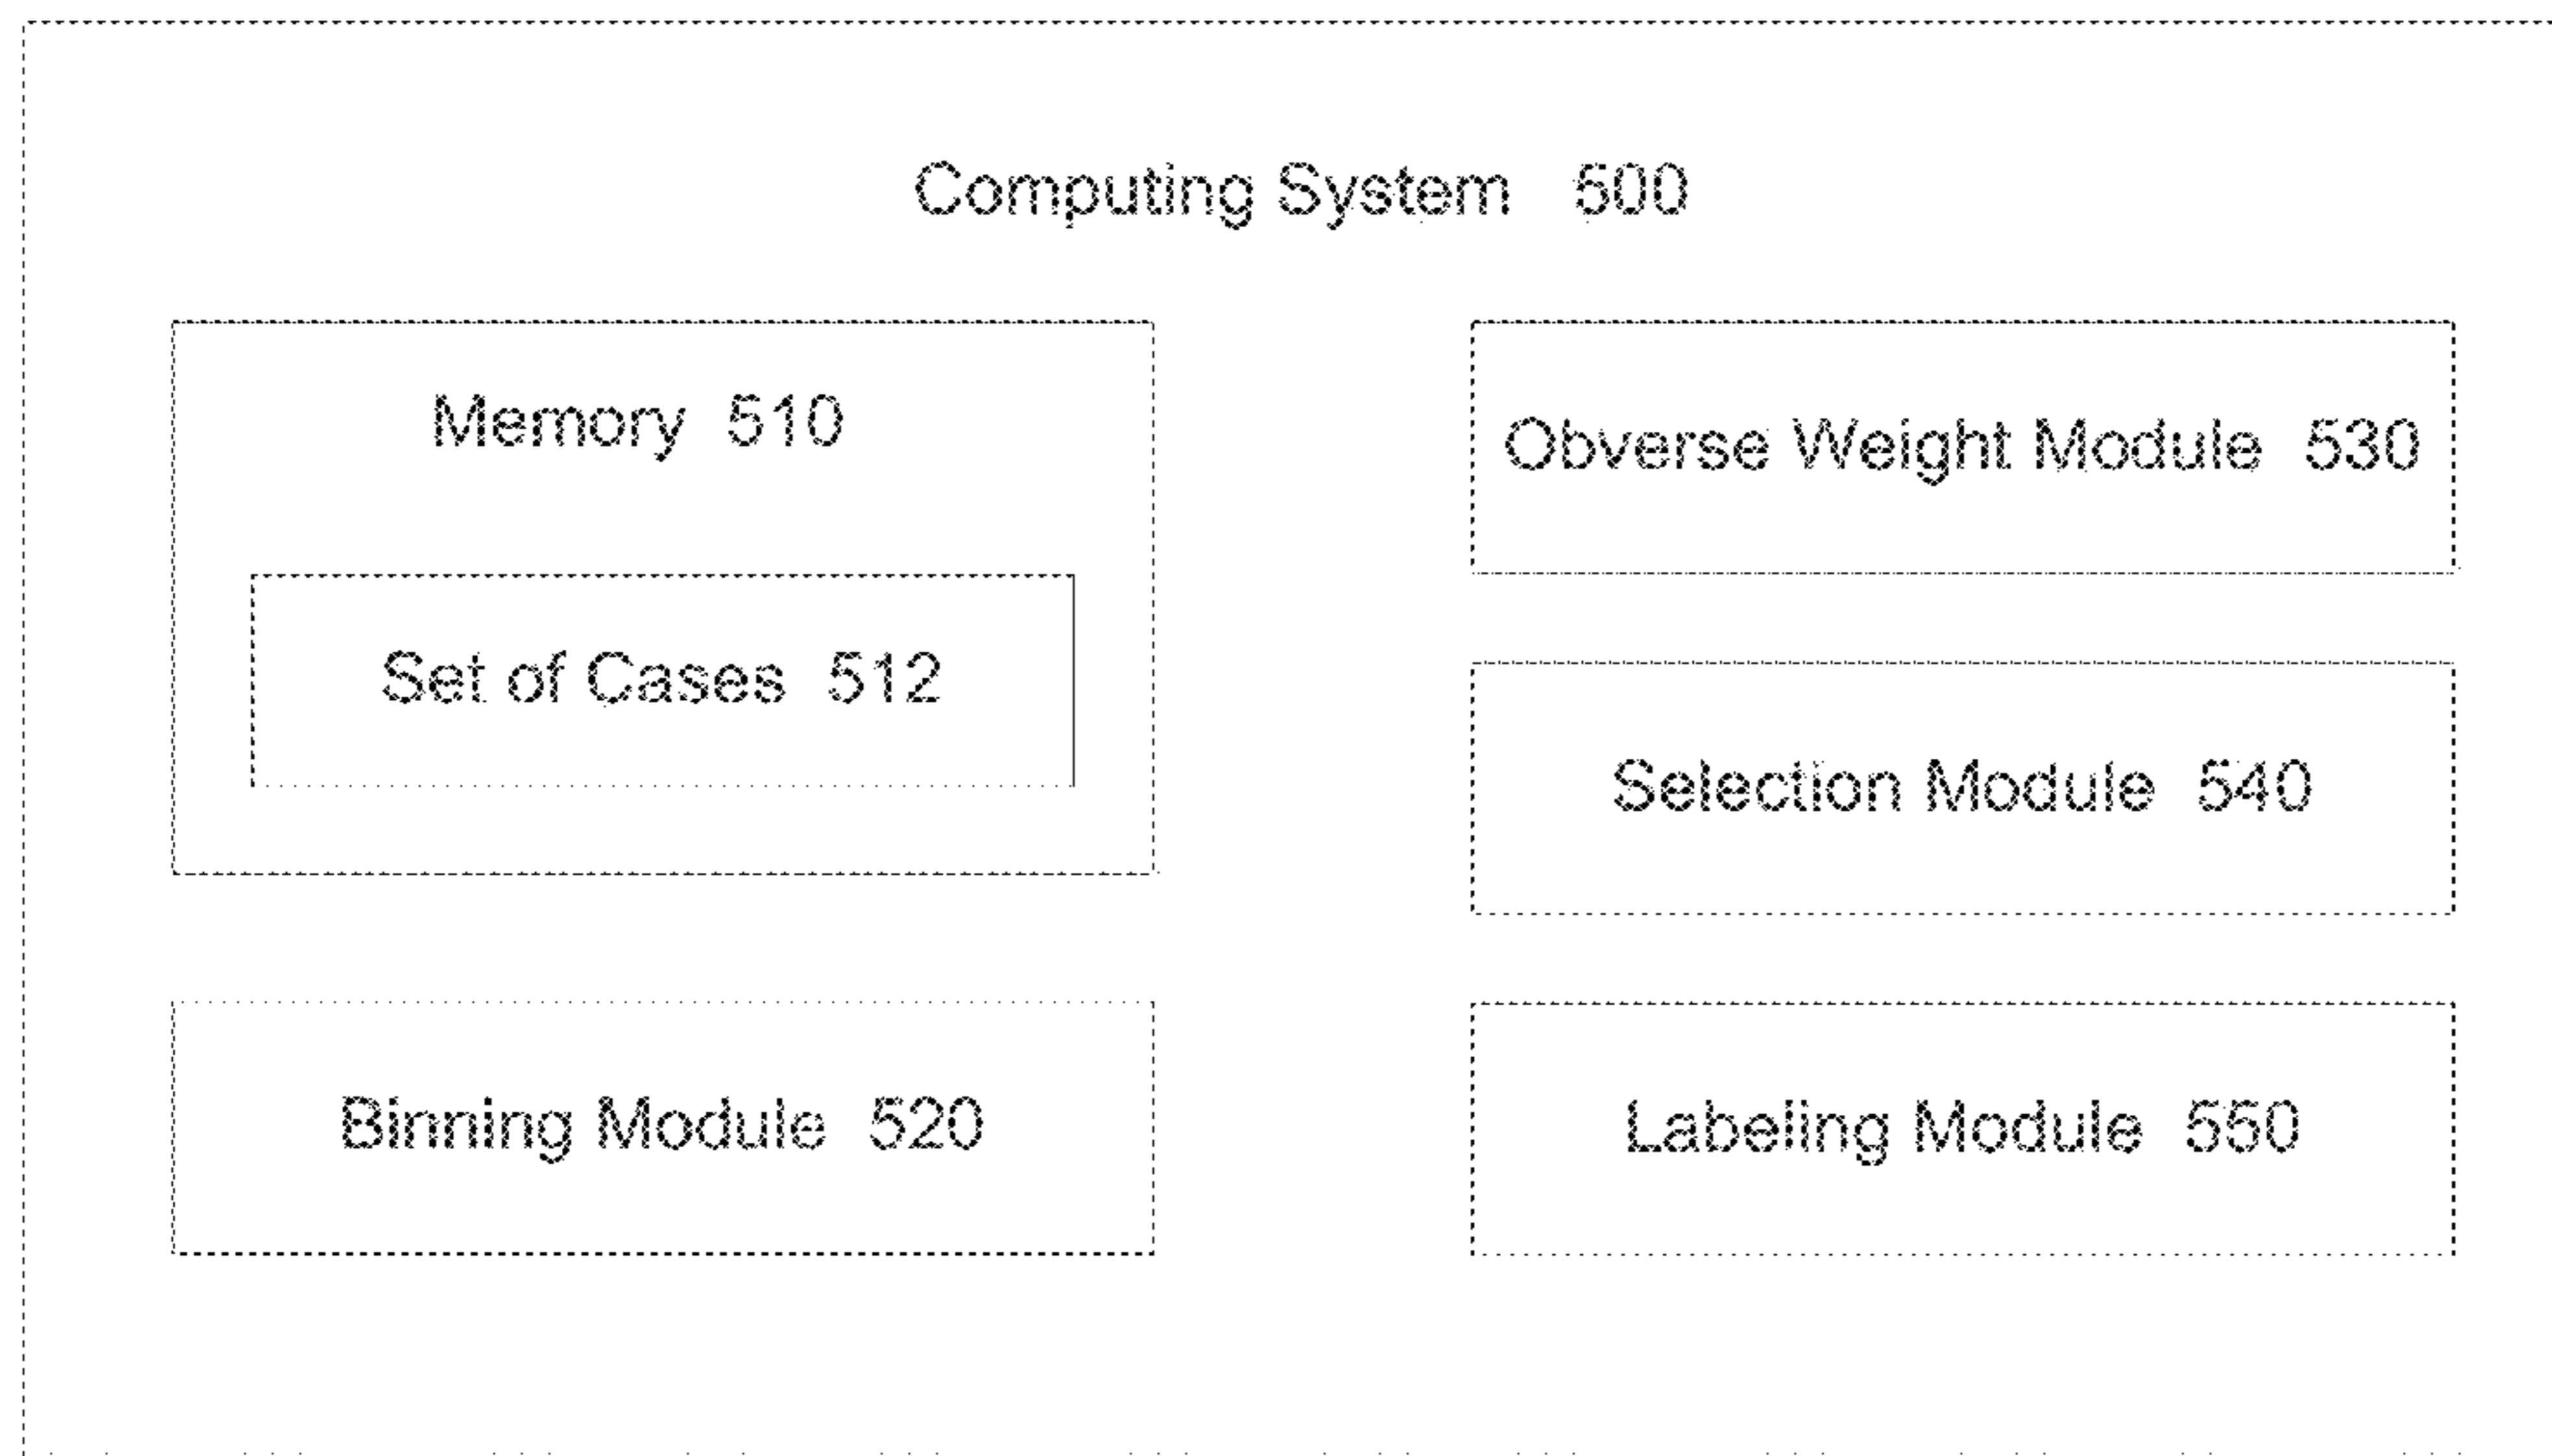 Computing System 500
Memory 510
Set of Cases 512
Binning Module 520
Obverse Weight Module 530
Selection Module 540
Labeling Module 550